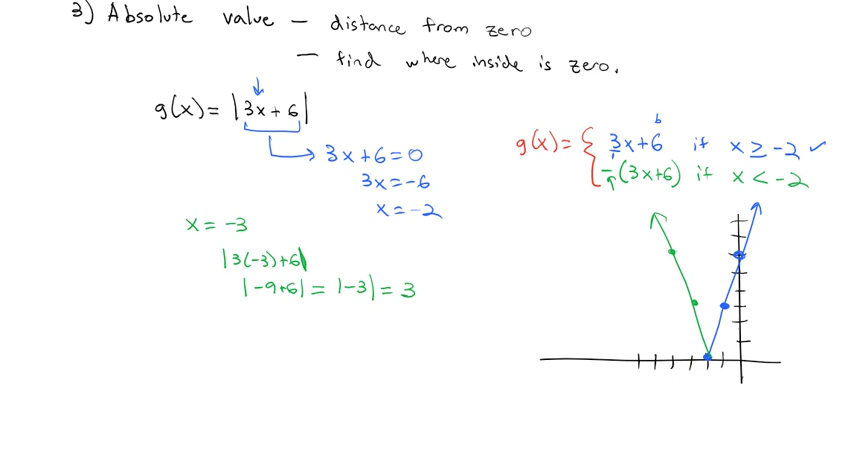 3) Absolute value – distance from zero
– find where inside is zero.
g(x) = |3x + 6|
3x + 6 = 0
3x = -6
x = -2
x = -3
|3(-3)+6|
|-9+6| = |-3| = 3
b
g(x) = { 3x+6 if x ≥ -2 ✓
-(3x+6) if x < -2